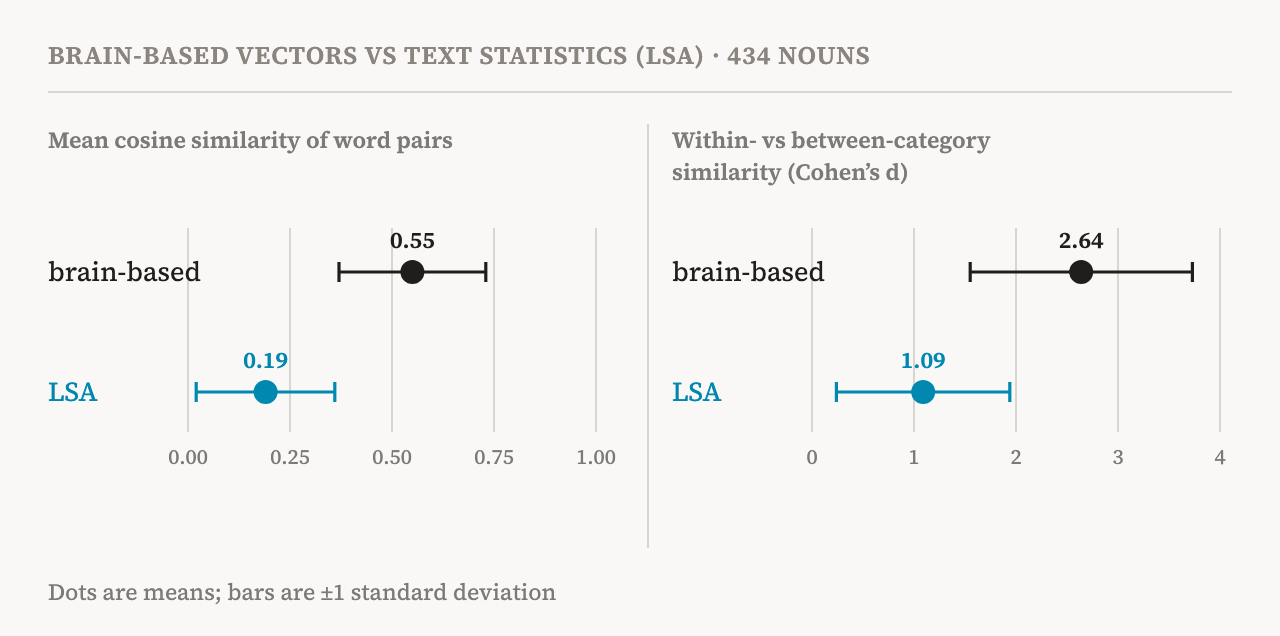 BRAIN-BASED VECTORS VS TEXT STATISTICS (LSA) · 434 NOUNS
Mean cosine similarity of word pairs
0.55
brain-based
0.19
LSA
0.00 0.25 0.50 0.75 1.00
Within- vs between-category
similarity (Cohen’s d)
2.64
brain-based
1.09
LSA
0 1 2 3 4
Dots are means; bars are ±1 standard deviation